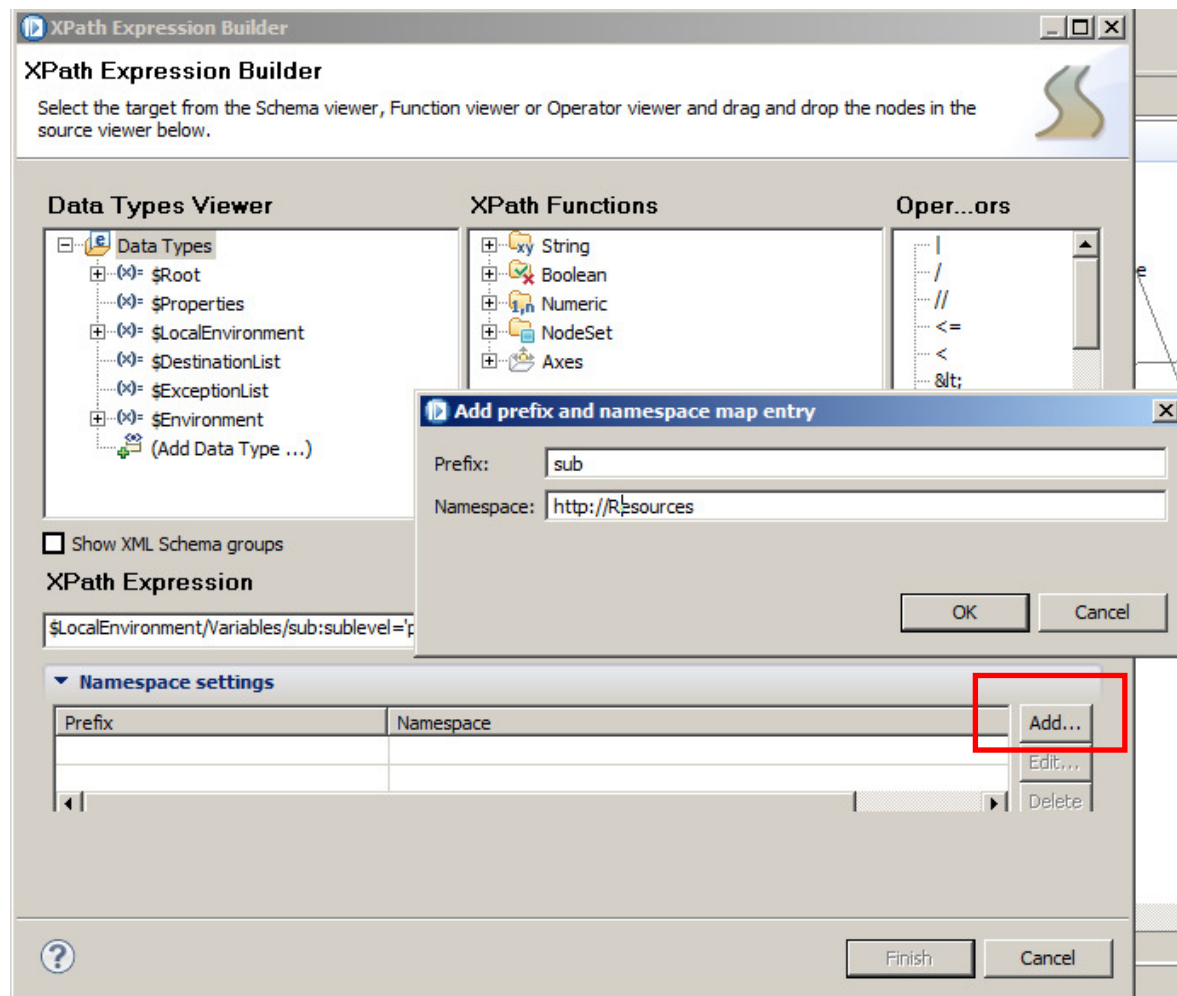 XPath Expression Builder
XPath Expression Builder
Select the target from the Schema viewer, Function viewer or Operator viewer and drag and drop the nodes in the
source viewer below.
Data Types Viewer
Data Types
$Root
$Properties
$LocalEnvironment
$DestinationList
$ExceptionList
$Environment
(Add Data Type ...)
XPath Functions
String
Boolean
Numeric
NodeSet
Axes
Oper...ors
|
/
//
<=
<
&lt;
Add prefix and namespace map entry
Prefix: sub
Namespace: http://Resources
OK Cancel
Show XML Schema groups
XPath Expression
$LocalEnvironment/Variables/sub:sublevel='p
Namespace settings
Prefix Namespace
Add...
Edit...
Delete
Finish Cancel